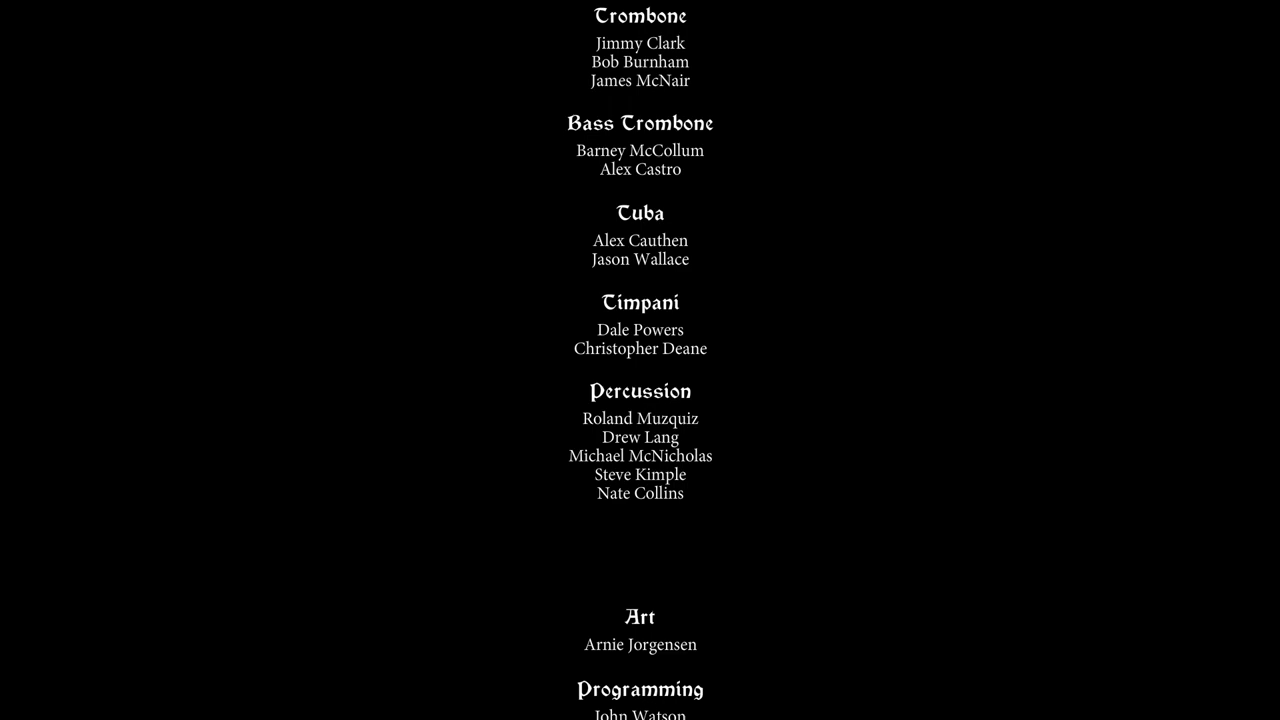 Trombone
Jimmy Clark
Bob Burnham
James McNair
Bass Trombone
Barney McCollum
Alex Castro
Tuba
Alex Cauthen
Jason Wallace
Timpani
Dale Powers
Christopher Deane
Percussion
Roland Muzquiz
Drew Lang
Michael McNicholas
Steve Kimple
Nate Collins
Art
Arnie Jorgensen
Programming
John Watson